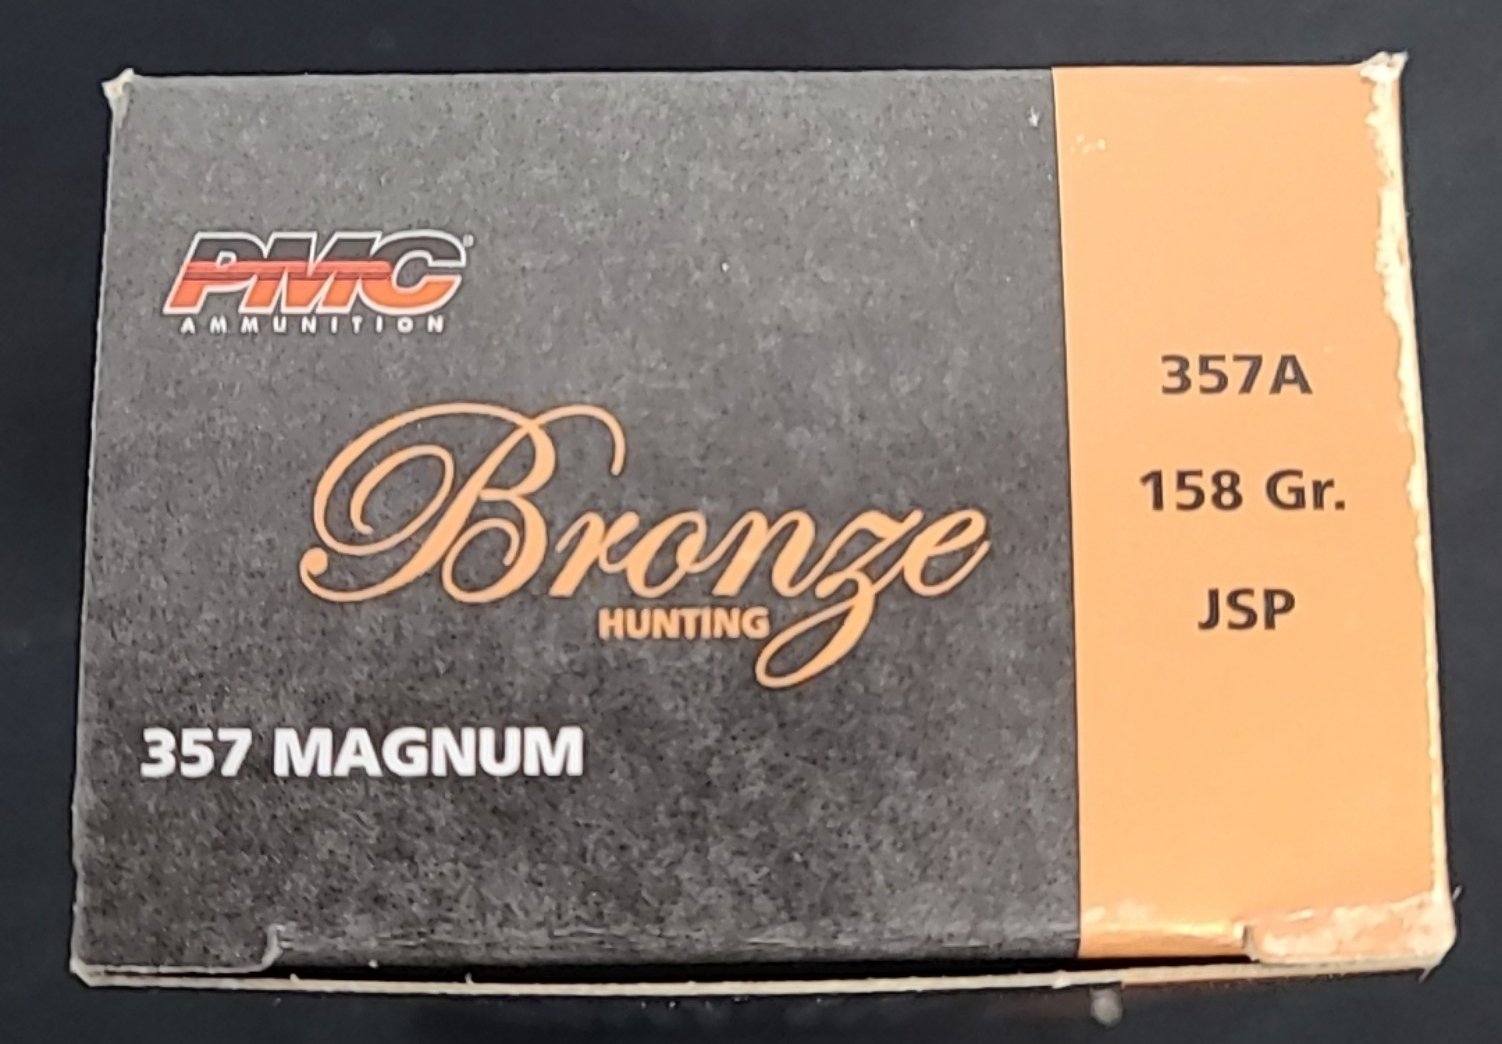 PMC®
AMMUNITION
Bronze
HUNTING
357 MAGNUM
357A
158 Gr.
JSP